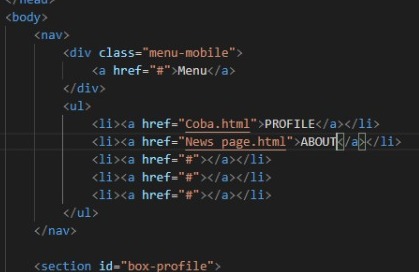 </head>
<body>
<nav>
<div class="menu-mobile">
<a href="#">Menu</a>
</div>
<ul>
<li><a href="Coba.html">PROFILE</a></li>
<li><a href="News page.html">ABOUT</a></li>
<li><a href="#"></a></li>
<li><a href="#"></a></li>
<li><a href="#"></a></li>
</ul>
</nav>
<section id="box-profile">